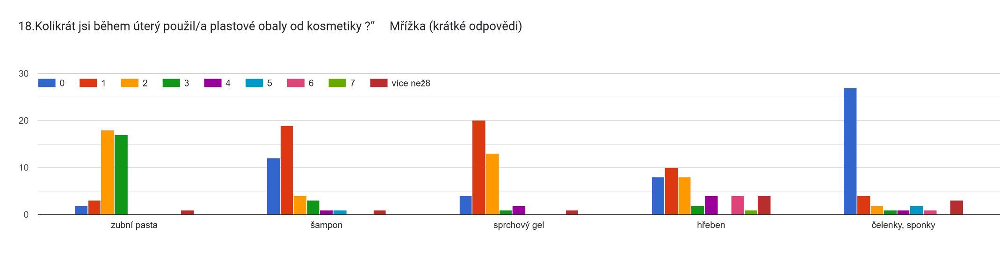 18.Kolikrát jsi během úterý použil/a plastové obaly od kosmetiky ?“ Mřížka (krátké odpovědi)
30
0 1 2 3 4 5 6 7 více než8
20
10
0
zubní pasta šampon sprchový gel hřeben čelenky, sponky